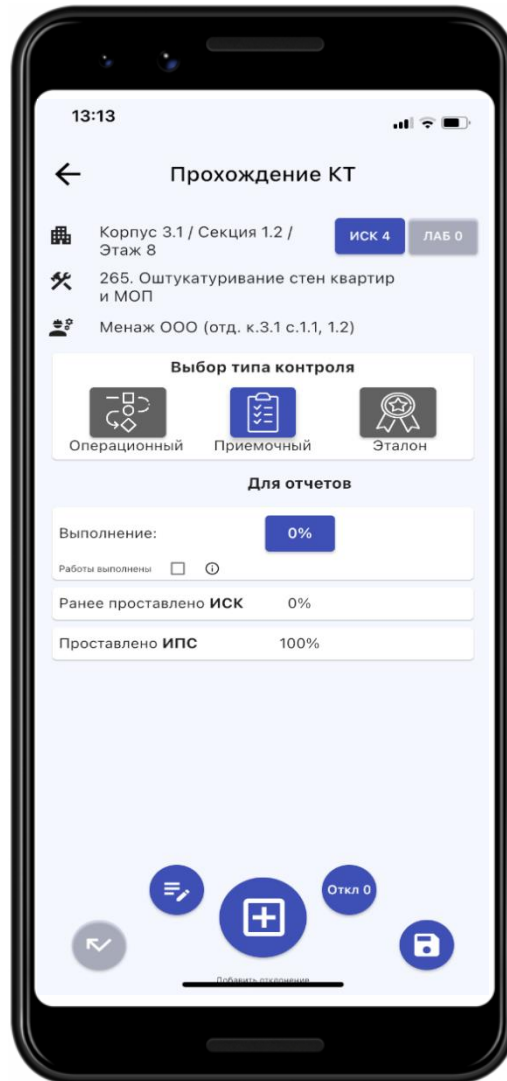 13:13
Прохождение КТ
Корпус 3.1 / Секция 1.2 /
Этаж 8
ИСК 4
ЛАБ 0
265. Оштукатуривание стен квартир
и МОП
Менаж ООО (отд. к.3.1 с.1.1, 1.2)
Выбор типа контроля
Операционный
Приемочный
Эталон
Для отчетов
Выполнение:
0%
Работы выполнены
Ранее проставлено ИСК 0%
Проставлено ИПС 100%
Откл 0
Добавить отклонения